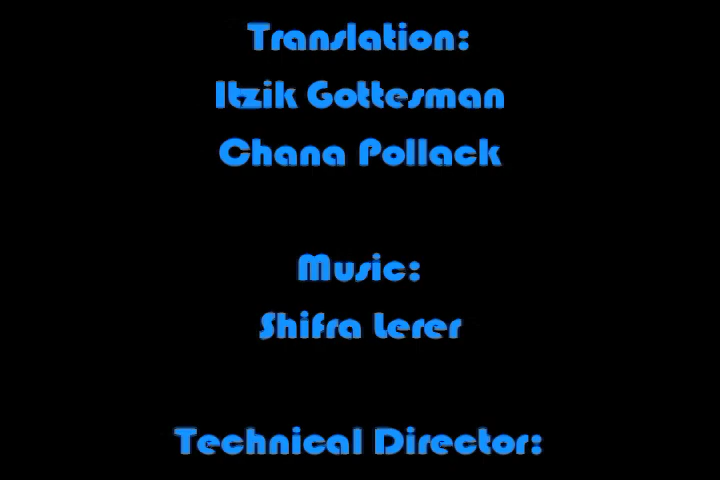 Translation:
Itzik Gottesman
Chana Pollack
Music:
Shifra Lerer
Technical Director: